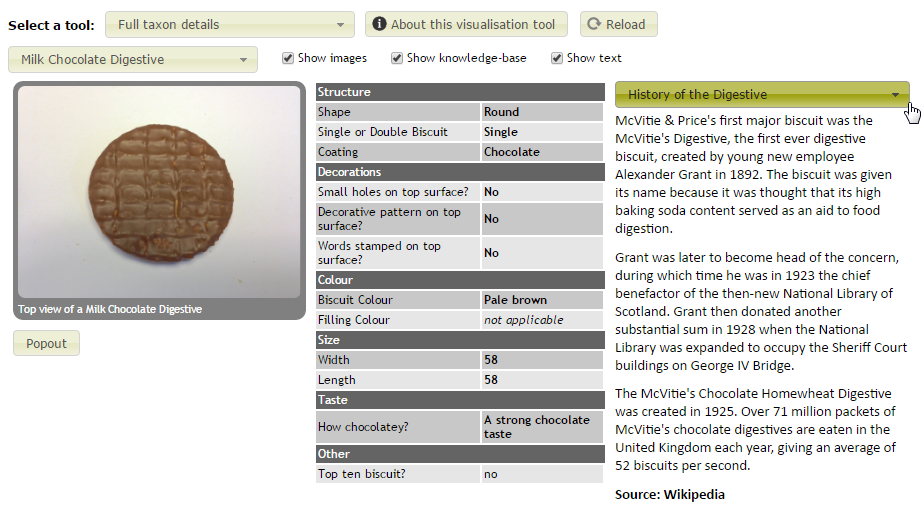 Select a tool: Full taxon details About this visualisation tool Reload
Milk Chocolate Digestive Show images Show knowledge-base Show text
Top view of a Milk Chocolate Digestive
Popout
Structure
Shape Round
Single or Double Biscuit Single
Coating Chocolate
Decorations
Small holes on top surface? No
Decorative pattern on top
surface? No
Words stamped on top
surface? No
Colour
Biscuit Colour Pale brown
Filling Colour not applicable
Size
Width 58
Length 58
Taste
How chocolatey? A strong chocolate
taste
Other
Top ten biscuit? no
History of the Digestive
McVitie & Price's first major biscuit was the
McVitie's Digestive, the first ever digestive
biscuit, created by young new employee
Alexander Grant in 1892. The biscuit was given
its name because it was thought that its high
baking soda content served as an aid to food
digestion.
Grant was later to become head of the concern,
during which time he was in 1923 the chief
benefactor of the then-new National Library of
Scotland. Grant then donated another
substantial sum in 1928 when the National
Library was expanded to occupy the Sheriff Court
buildings on George IV Bridge.
The McVitie's Chocolate Homewheat Digestive
was created in 1925. Over 71 million packets of
McVitie's chocolate digestives are eaten in the
United Kingdom each year, giving an average of
52 biscuits per second.
Source: Wikipedia